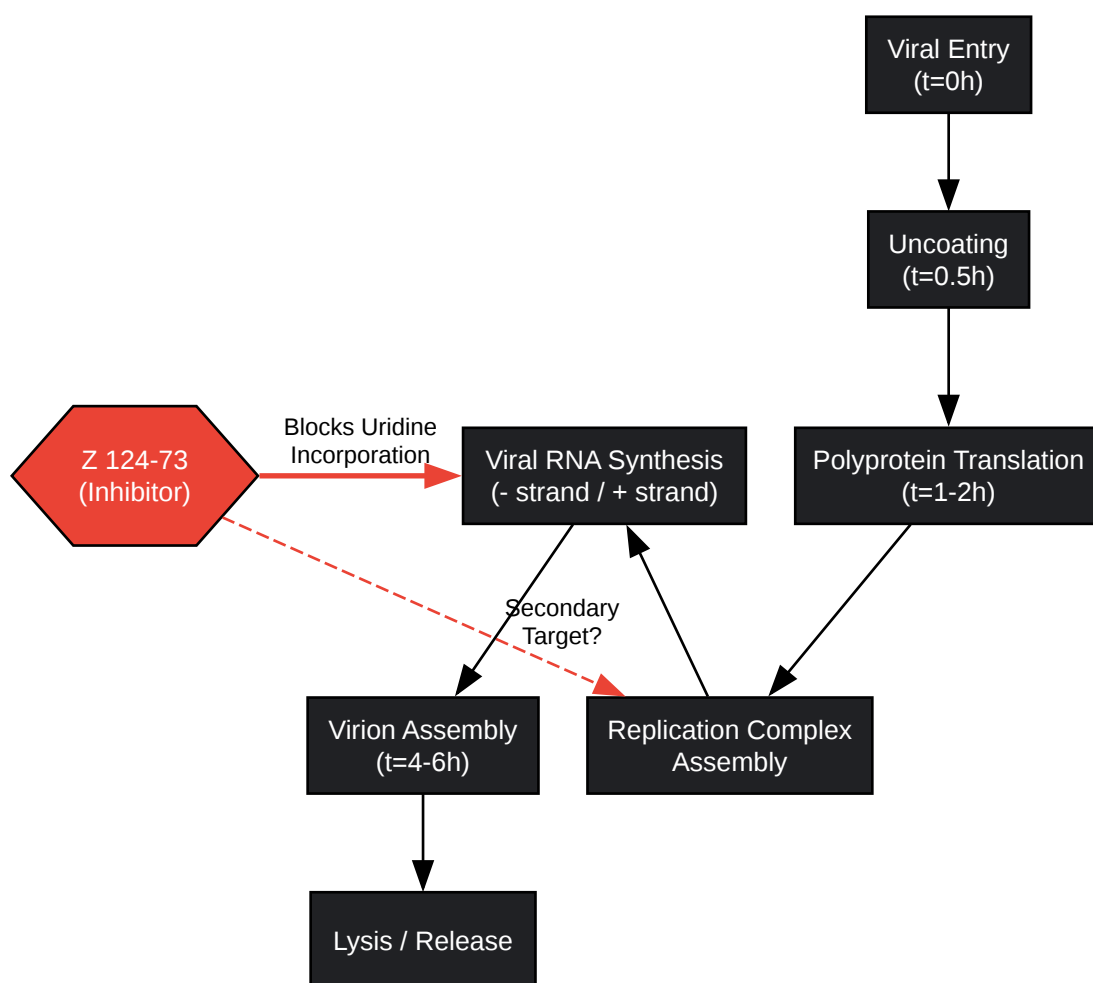 Viral Entry
(t=0h)
Uncoating
(t=0.5h)
Z 124-73
(Inhibitor)
Blocks Uridine
Incorporation
Viral RNA Synthesis
(- strand / + strand)
Polyprotein Translation
(t=1-2h)
Secondary
Target?
Virion Assembly
(t=4-6h)
Replication Complex
Assembly
Lysis / Release